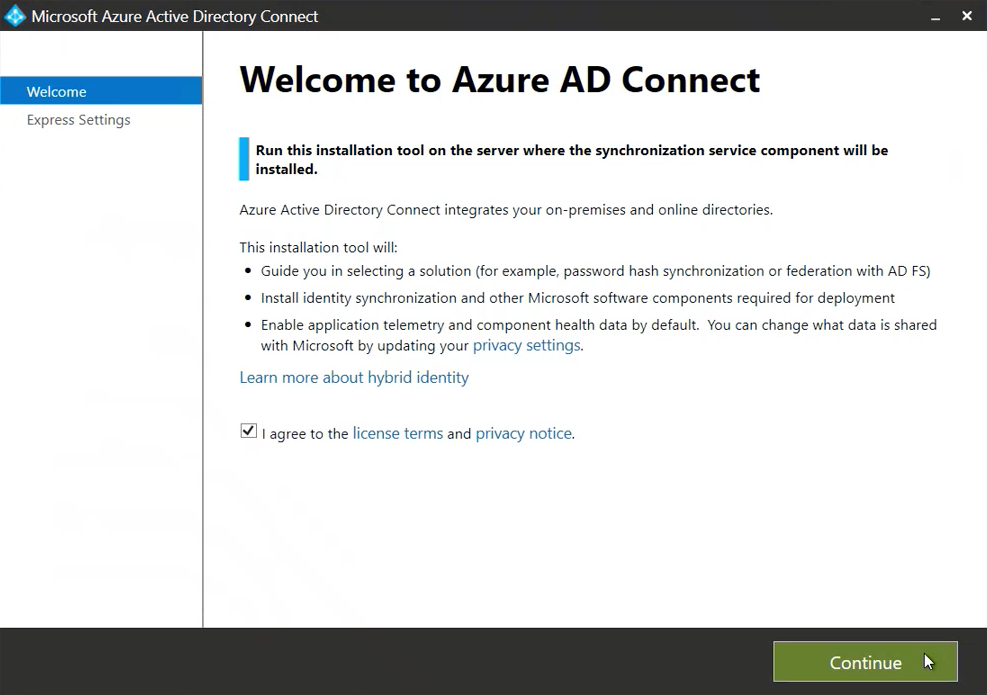 Microsoft Azure Active Directory Connect
Welcome
Express Settings
Welcome to Azure AD Connect
Run this installation tool on the server where the synchronization service component will be
installed.
Azure Active Directory Connect integrates your on-premises and online directories.
This installation tool will:
• Guide you in selecting a solution (for example, password hash synchronization or federation with AD FS)
• Install identity synchronization and other Microsoft software components required for deployment
• Enable application telemetry and component health data by default. You can change what data is shared
with Microsoft by updating your privacy settings.
Learn more about hybrid identity
I agree to the license terms and privacy notice.
Continue